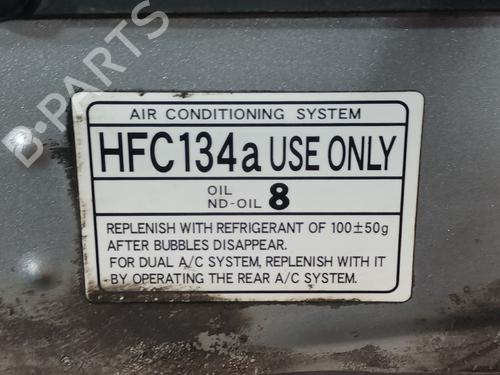 AIR CONDITIONING SYSTEM
HFC134a USE ONLY
OIL
ND-OIL 8
REPLENISH WITH REFRIGERANT OF 100±50g
AFTER BUBBLES DISAPPEAR.
FOR DUAL A/C SYSTEM, REPLENISH WITH IT
BY OPERATING THE REAR A/C SYSTEM.
B-PARTS